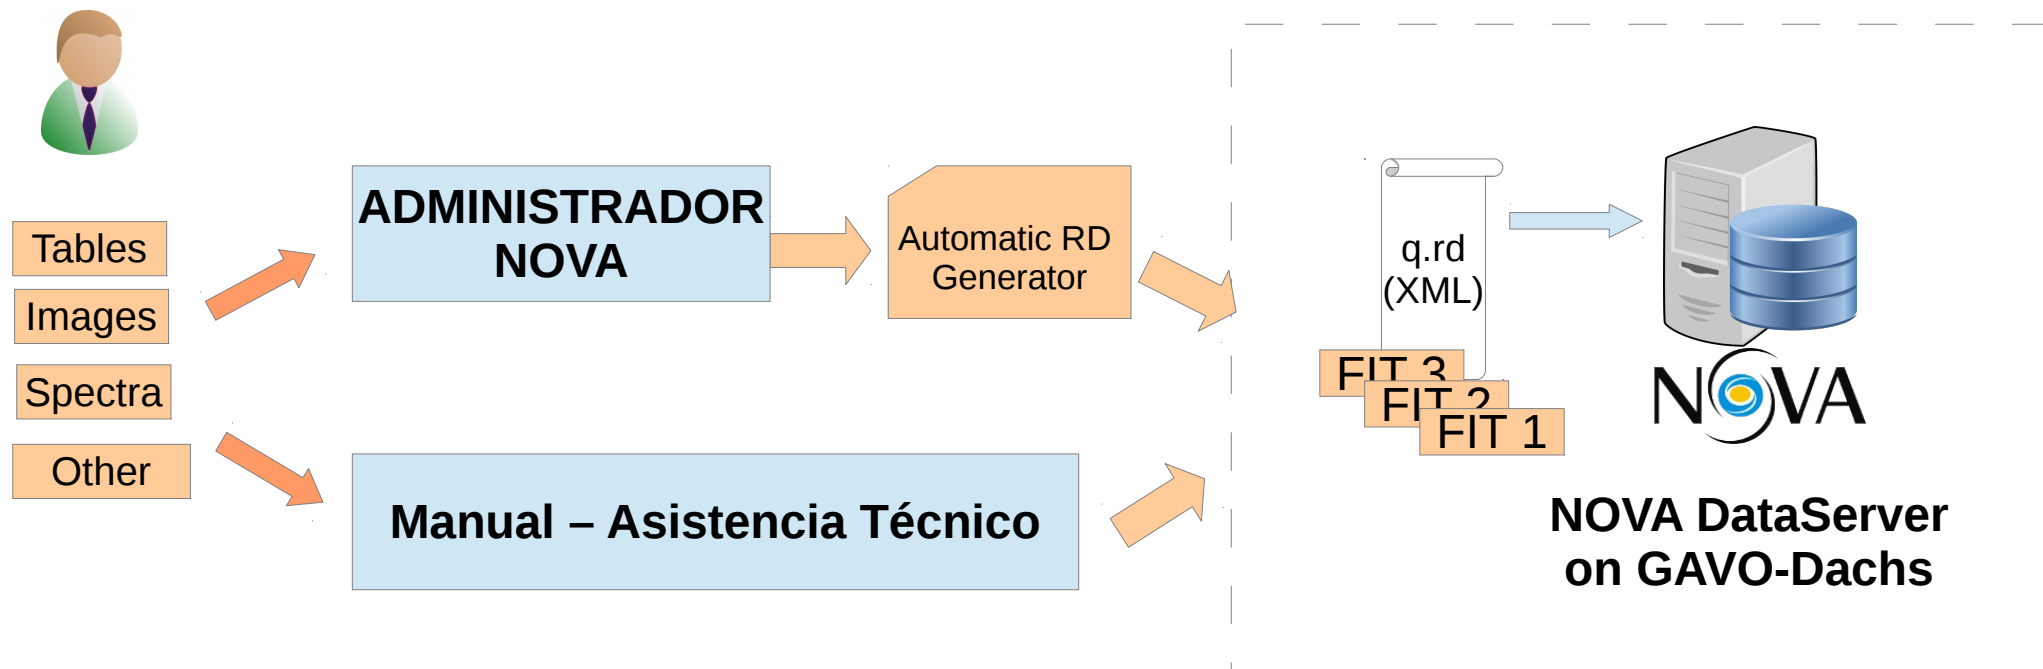 Tables
Images
Spectra
Other
ADMINISTRADOR
NOVA
Automatic RD
Generator
Manual – Asistencia Técnico
q.rd
(XML)
FIT 3
FIT 2
FIT 1
NOVA
NOVA DataServer
on GAVO-Dachs